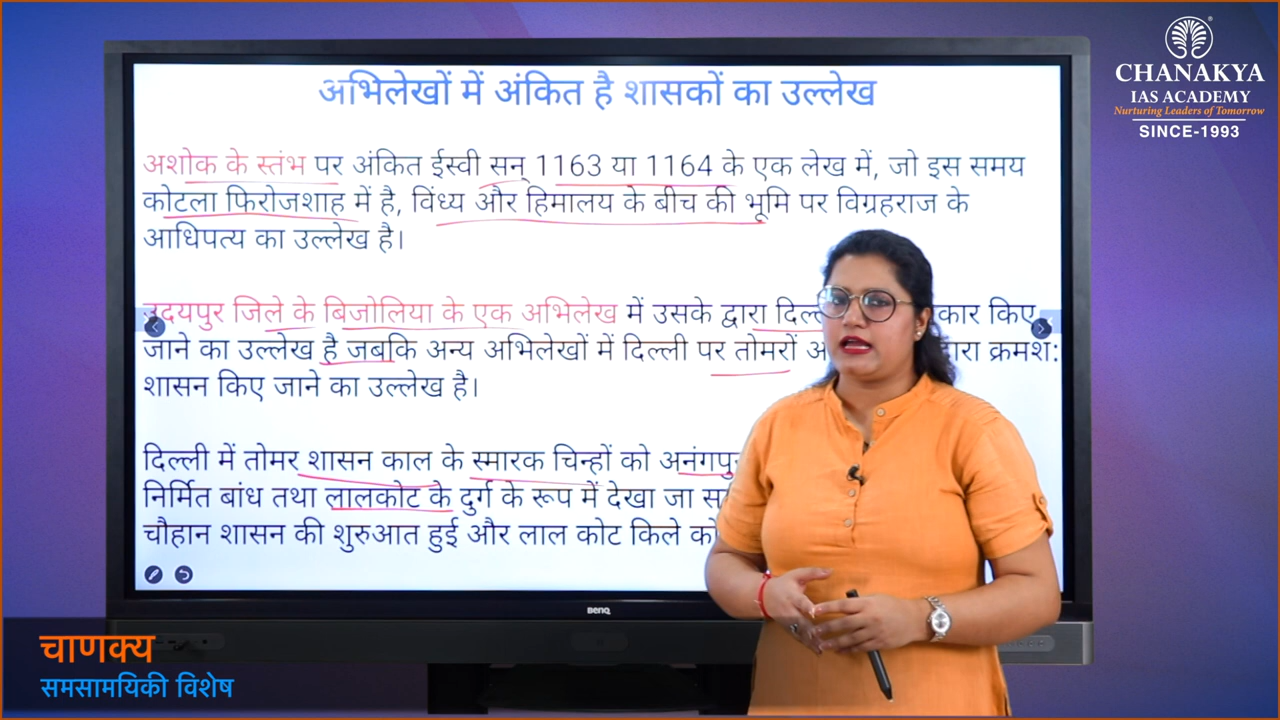 अभिलेखों में अंकित है शासकों का उल्लेख
अशोक के स्तंभ पर अंकित ईस्वी सन् 1163 या 1164 के एक लेख में, जो इस समय
कोटला फिरोजशाह में है, विंध्य और हिमालय के बीच की भूमि पर विग्रहराज के
आधिपत्य का उल्लेख है।
उदयपुर जिले के बिजोलिया के एक अभिलेख में उसके द्वारा कार किए
जाने का उल्लेख है जबकि अन्य अभिलेखों में दिल्ली पर तोमरों क्रमश:
शासन किए जाने का उल्लेख है।
दिल्ली में तोमर शासन काल के स्मारक चिन्हों को
निर्मित बांध तथा लालकोट के दुर्ग के रूप में देखा जा
चौहान शासन की शुरुआत हुई और लाल कोट किले को
BenQ
CHANAKYA
IAS ACADEMY
Nurturing Leaders of Tomorrow
SINCE-1993
चाणक्य
समसामयिकी विशेष